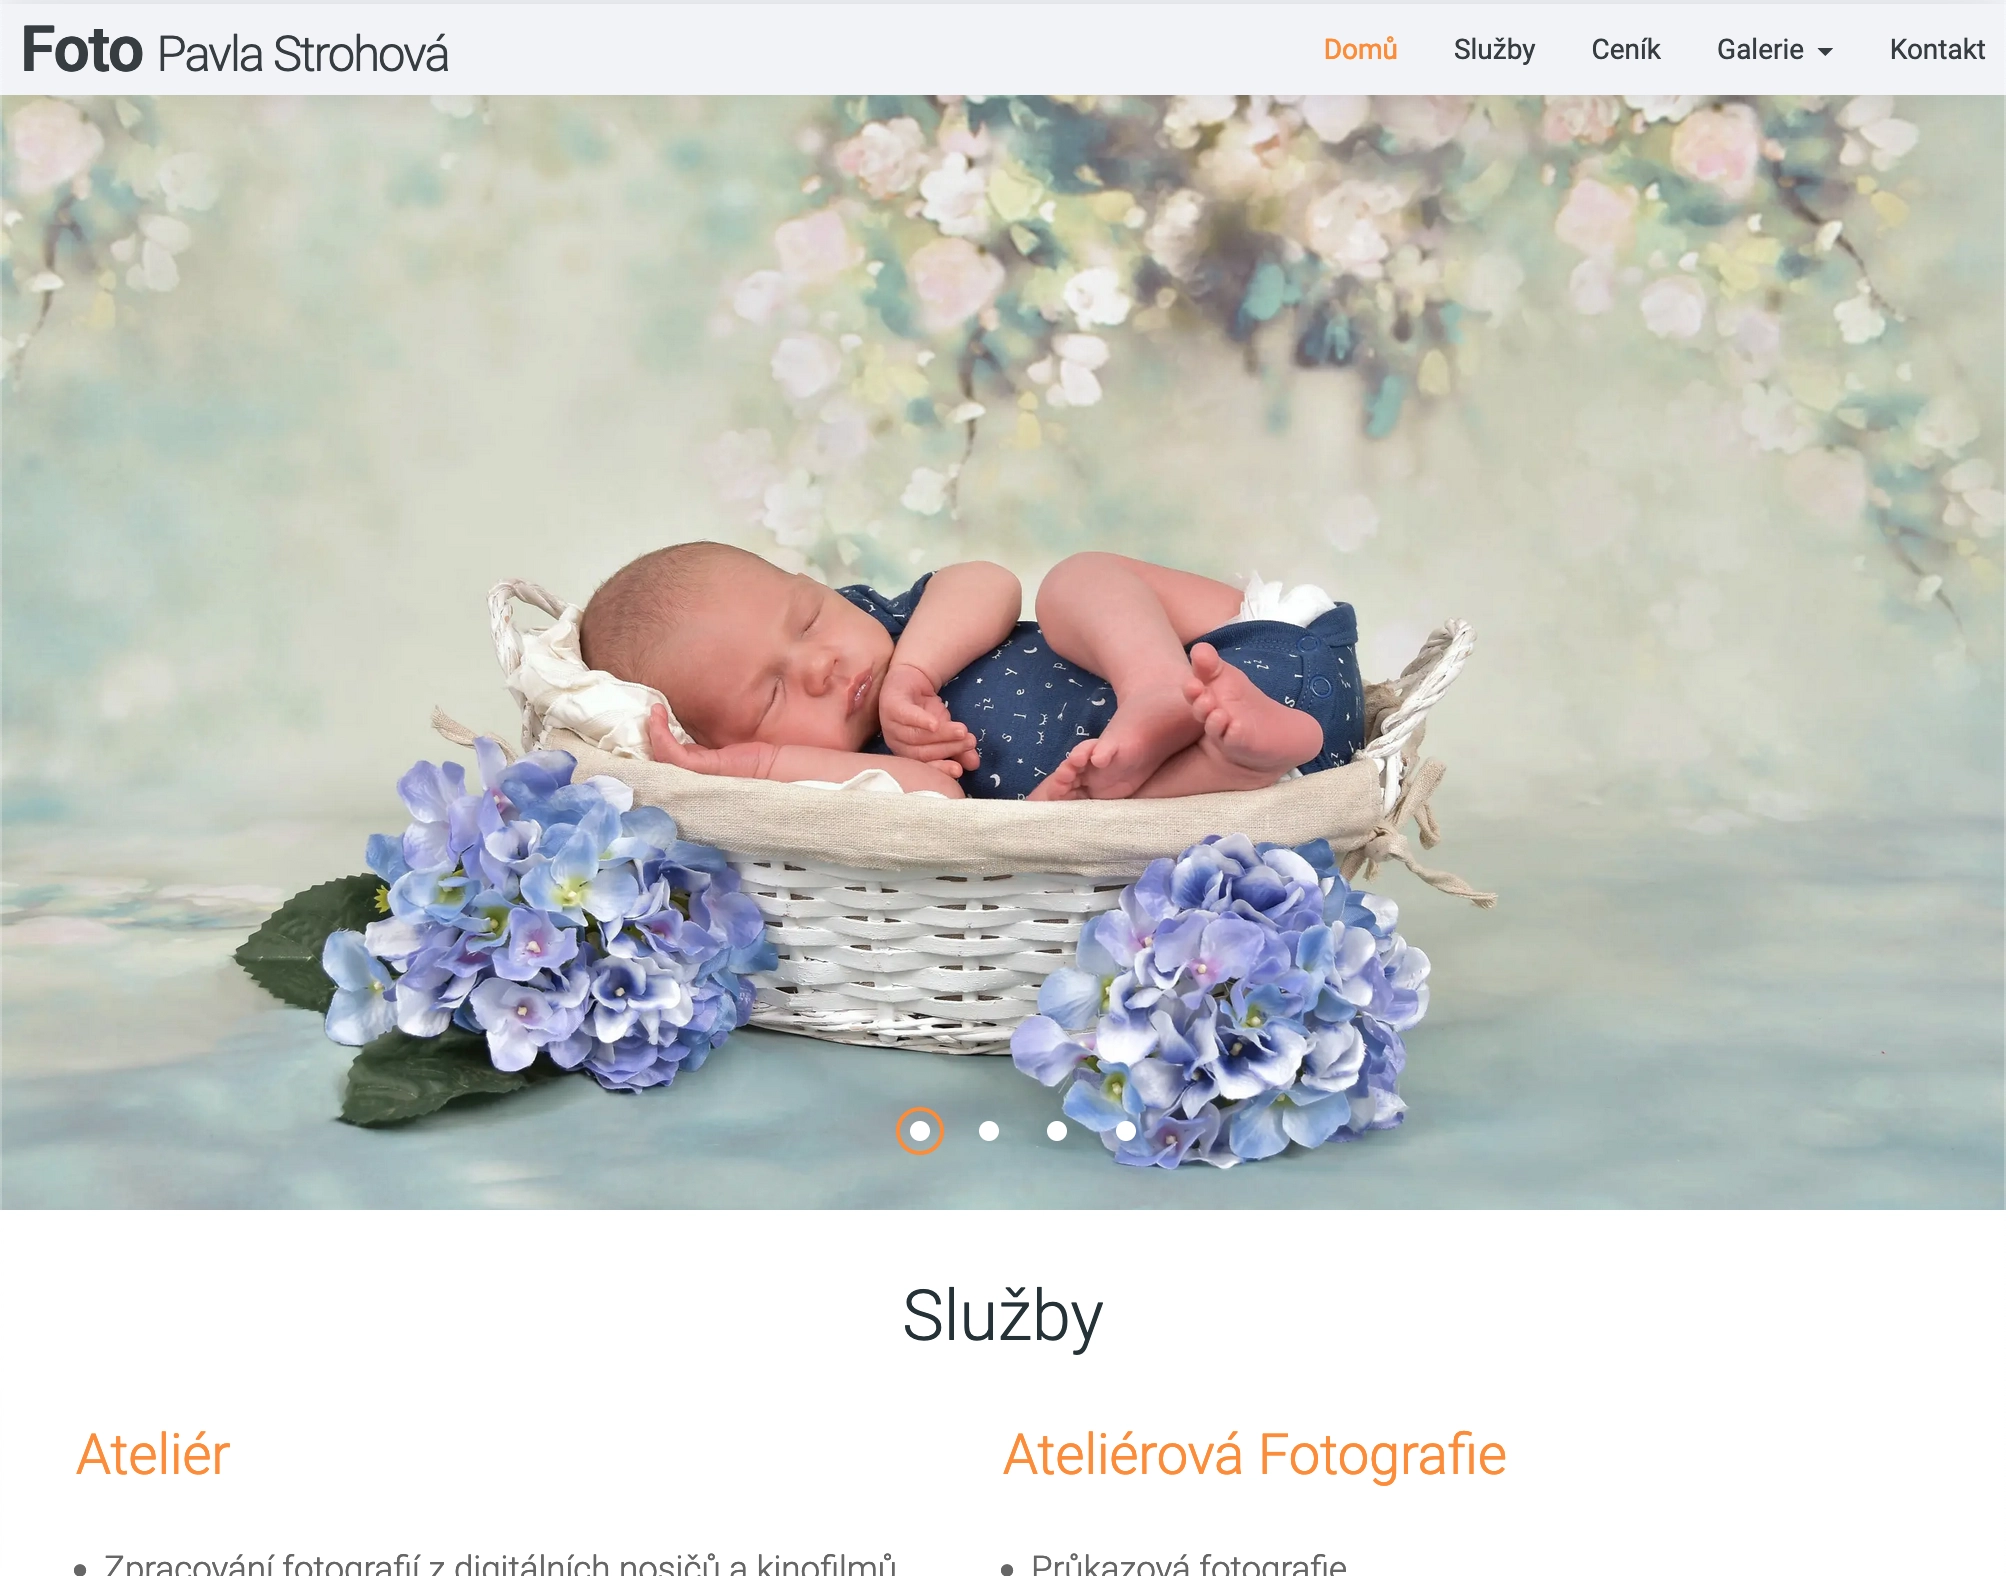 Foto Pavla Strohová
Domů
Služby
Ceník
Galerie
Kontakt
Služby
Ateliér
Zpracování fotografií z digitálních nosičů a kinofilmů
Ateliérová Fotografie
Průkazová fotografie